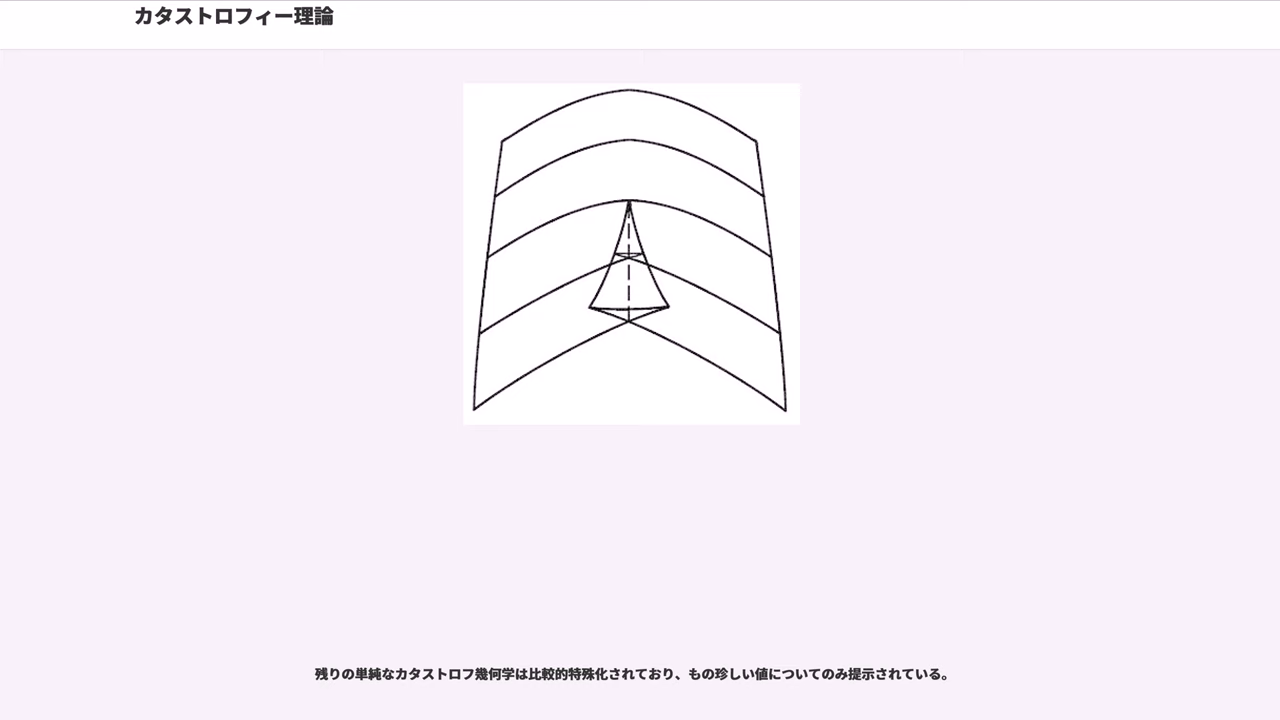 カタストロフィー理論
残りの単純なカタストロフ幾何学は比較的特殊化されており、もの珍しい値についてのみ提示されている。